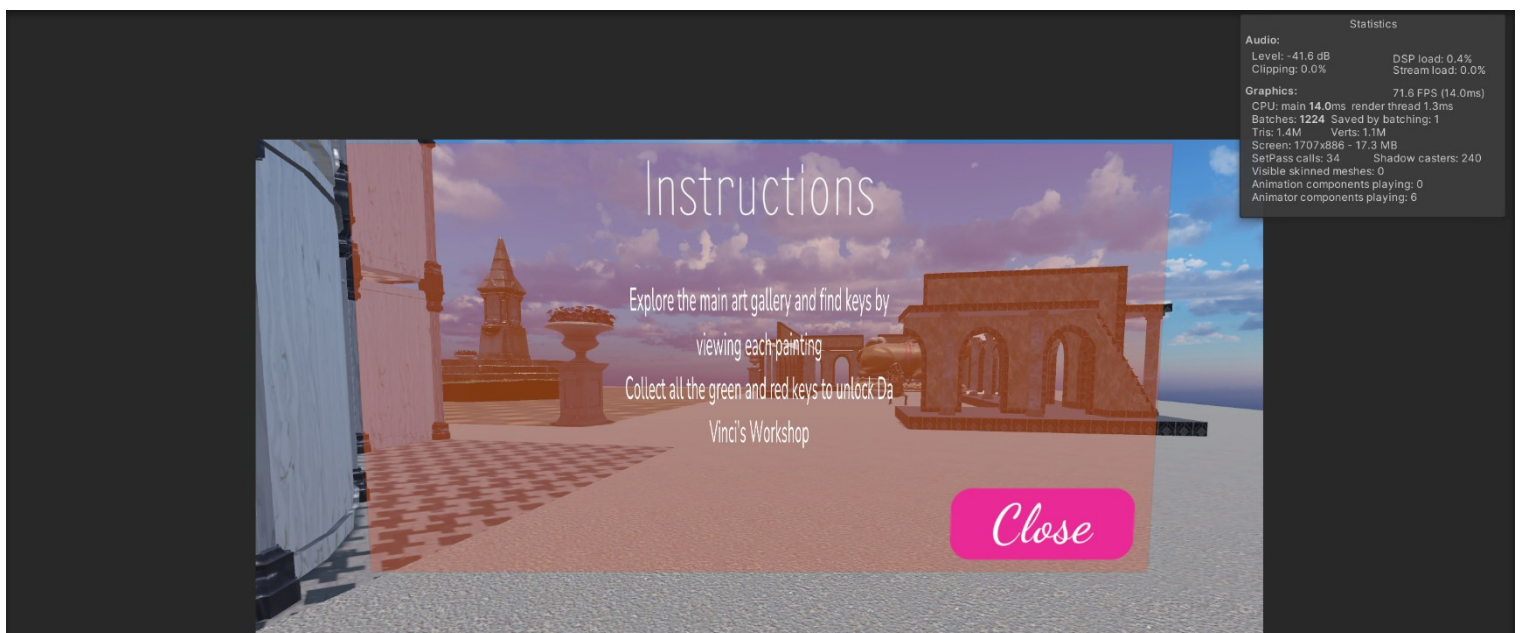 Statistics
Audio:
Level: -41.6 dB DSP load: 0.4%
Clipping: 0.0% Stream load: 0.0%
Graphics: 71.6 FPS (14.0ms)
CPU: main 14.0ms render thread 1.3ms
Batches: 1224 Saved by batching: 1
Tris: 1.4M Verts: 1.1M
Screen: 1707x886 - 17.3 MB
SetPass calls: 34 Shadow casters: 240
Visible skinned meshes: 0
Animation components playing: 0
Animator components playing: 6
Instructions
Explore the main art gallery and find keys by
viewing each painting
Collect all the green and red keys to unlock Da
Vinci's Workshop
Close